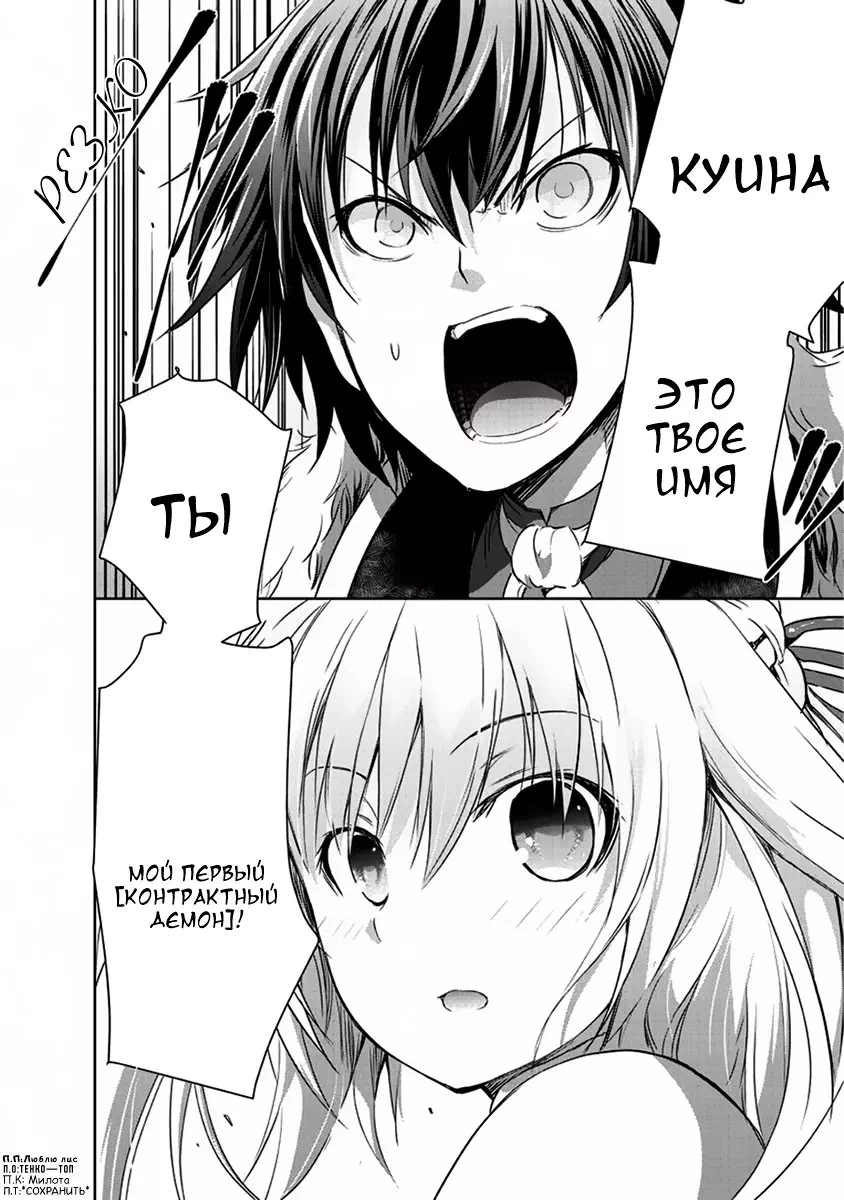 КУИНА
ЭТО
ТВОЕ
ИМЯ
РЕЗКО
ТЫ
МОЙ ПЕРВЫЙ
[КОНТРАКТНЫЙ
ДЕМОН]!
П.П:Люблю лис
П.О:ТЕНКО—ТОП
П.К: Милота
П.Т:*СОХРАНИТЬ*